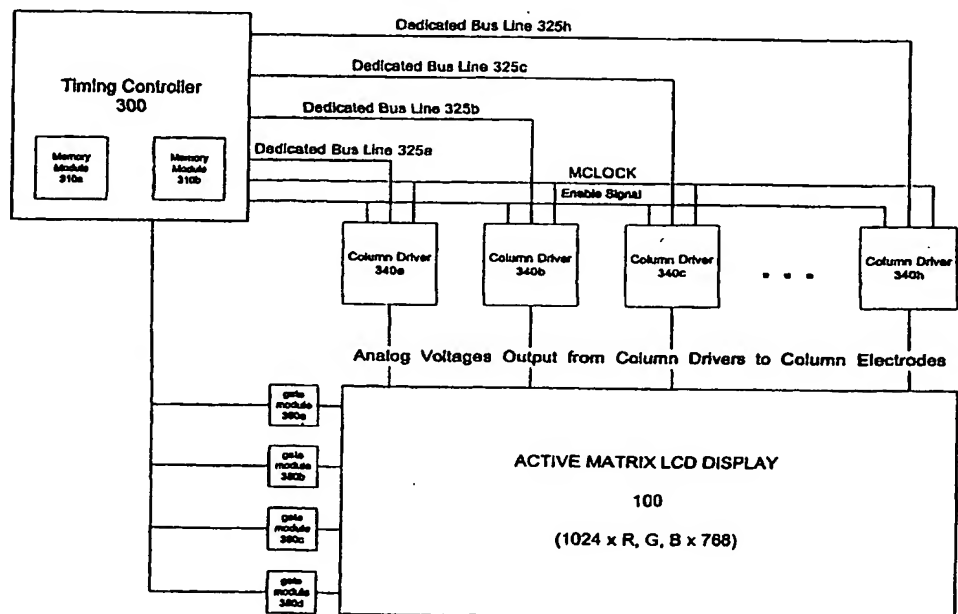 Dedicated Bus Line 325h
Timing Controller
300
Dedicated Bus Line 325c
Dedicated Bus Line 325b
Dedicated Bus Line 325a
Memory
Module
310a
Memory
Module
310b
MCLOCK
Enable Signal
Column Driver
340a
Column Driver
340b
Column Driver
340c
. . .
Column Driver
340h
Analog Voltages Output from Column Drivers to Column Electrodes
gate
module
380a
gate
module
380b
gate
module
380c
gate
module
380d
ACTIVE MATRIX LCD DISPLAY
100
(1024 x R, G, B x 768)